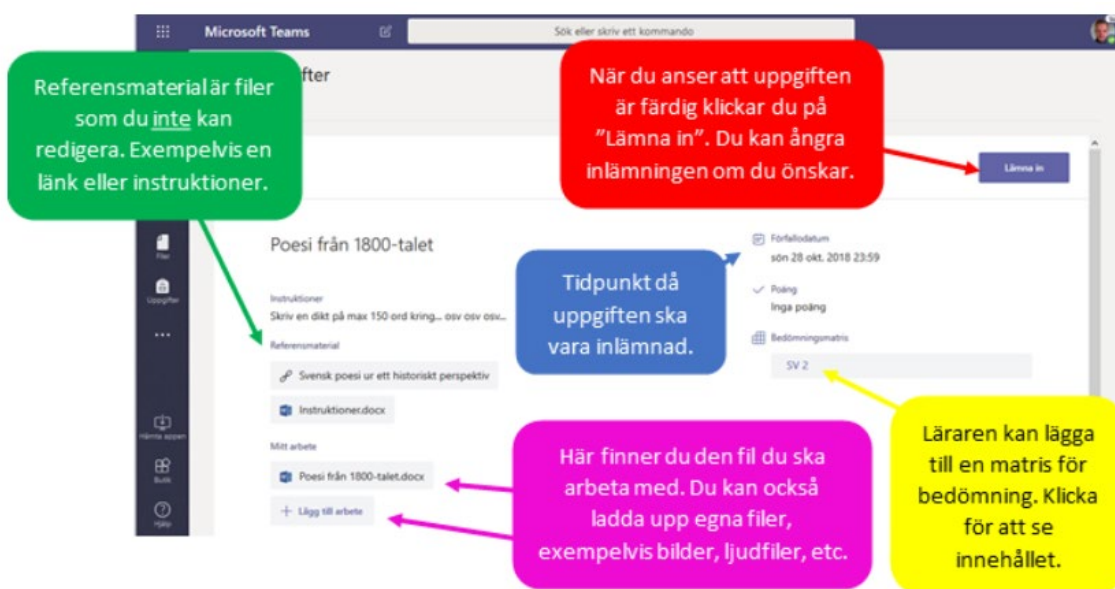 Microsoft Teams
Sök eller skriv ett kommando
fter
Referensmaterial är filer
som du inte kan
redigera. Exempelvis en
länk eller instruktioner.
När du anser att uppgiften
är färdig klickar du på
”Lämna in”. Du kan ångra
inlämningen om du önskar.
Lämna in
Filer
Uppgifter
Hämta appen
Butik
Hjälp
Poesi från 1800-talet
Instruktioner
Skriv en dikt på max 150 ord kring... osv osv osv...
Referensmaterial
Svensk poesi ur ett historiskt perspektiv
Instruktioner.docx
Mitt arbete
Poesi från 1800-talet.docx
+ Lägg till arbete
Tidpunkt då
uppgiften ska
vara inlämnad.
Förfallodatum
sön 28 okt. 2018 23:59
Poäng
Inga poäng
Bedömningsmatris
SV 2
Här finner du den fil du ska
arbeta med. Du kan också
ladda upp egna filer,
exempelvis bilder, ljudfiler, etc.
Läraren kan lägga
till en matris för
bedömning. Klicka
för att se
innehållet.